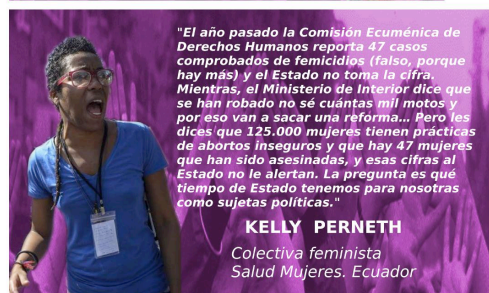 "El año pasado la Comisión Ecuménica de
Derechos Humanos reporta 47 casos
comprobados de femicidios (falso, porque
hay más) y el Estado no toma la cifra.
Mientras, el Ministerio de Interior dice que
se han robado no sé cuántas mil motos y
por eso van a sacar una reforma... Pero les
dices que 125.000 mujeres tienen prácticas
de abortos inseguros y que hay 47 mujeres
que han sido asesinadas, y esas cifras al
Estado no le alertan. La pregunta es qué
tiempo de Estado tenemos para nosotras
como sujetas políticas."
KELLY PERNETH
Colectiva feminista
Salud Mujeres. Ecuador